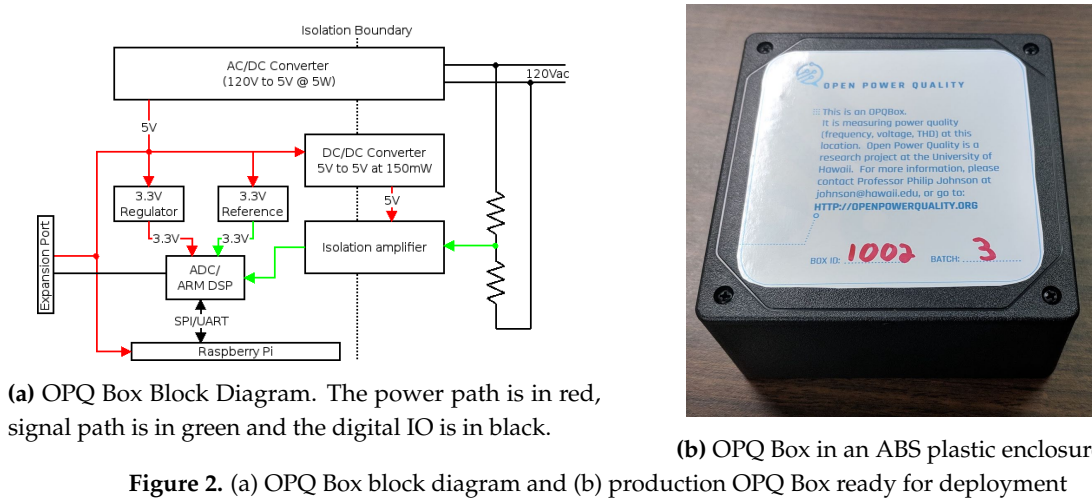 Isolation Boundary
AC/DC Converter
(120V to 5V @ 5W)
120Vac
5V
DC/DC Converter
5V to 5V at 150mW
3.3V
Regulator
3.3V
Reference
5V
3.3V
3.3V
Isolation amplifier
Expansion Port
ADC/
ARM DSP
SPI/UART
Raspberry Pi
(a) OPQ Box Block Diagram. The power path is in red,
signal path is in green and the digital IO is in black.
OPEN POWER QUALITY
This is an OPQBox.
It is measuring power quality
(frequency, voltage, THD) at this
location. Open Power Quality is a
research project at the University of
Hawaii. For more information, please
contact Professor Philip Johnson at
johnson@hawaii.edu, or go to:
HTTP://OPENPOWERQUALITY.ORG
BOX ID: 1002 BATCH: 3
(b) OPQ Box in an ABS plastic enclosur
Figure 2. (a) OPQ Box block diagram and (b) production OPQ Box ready for deployment